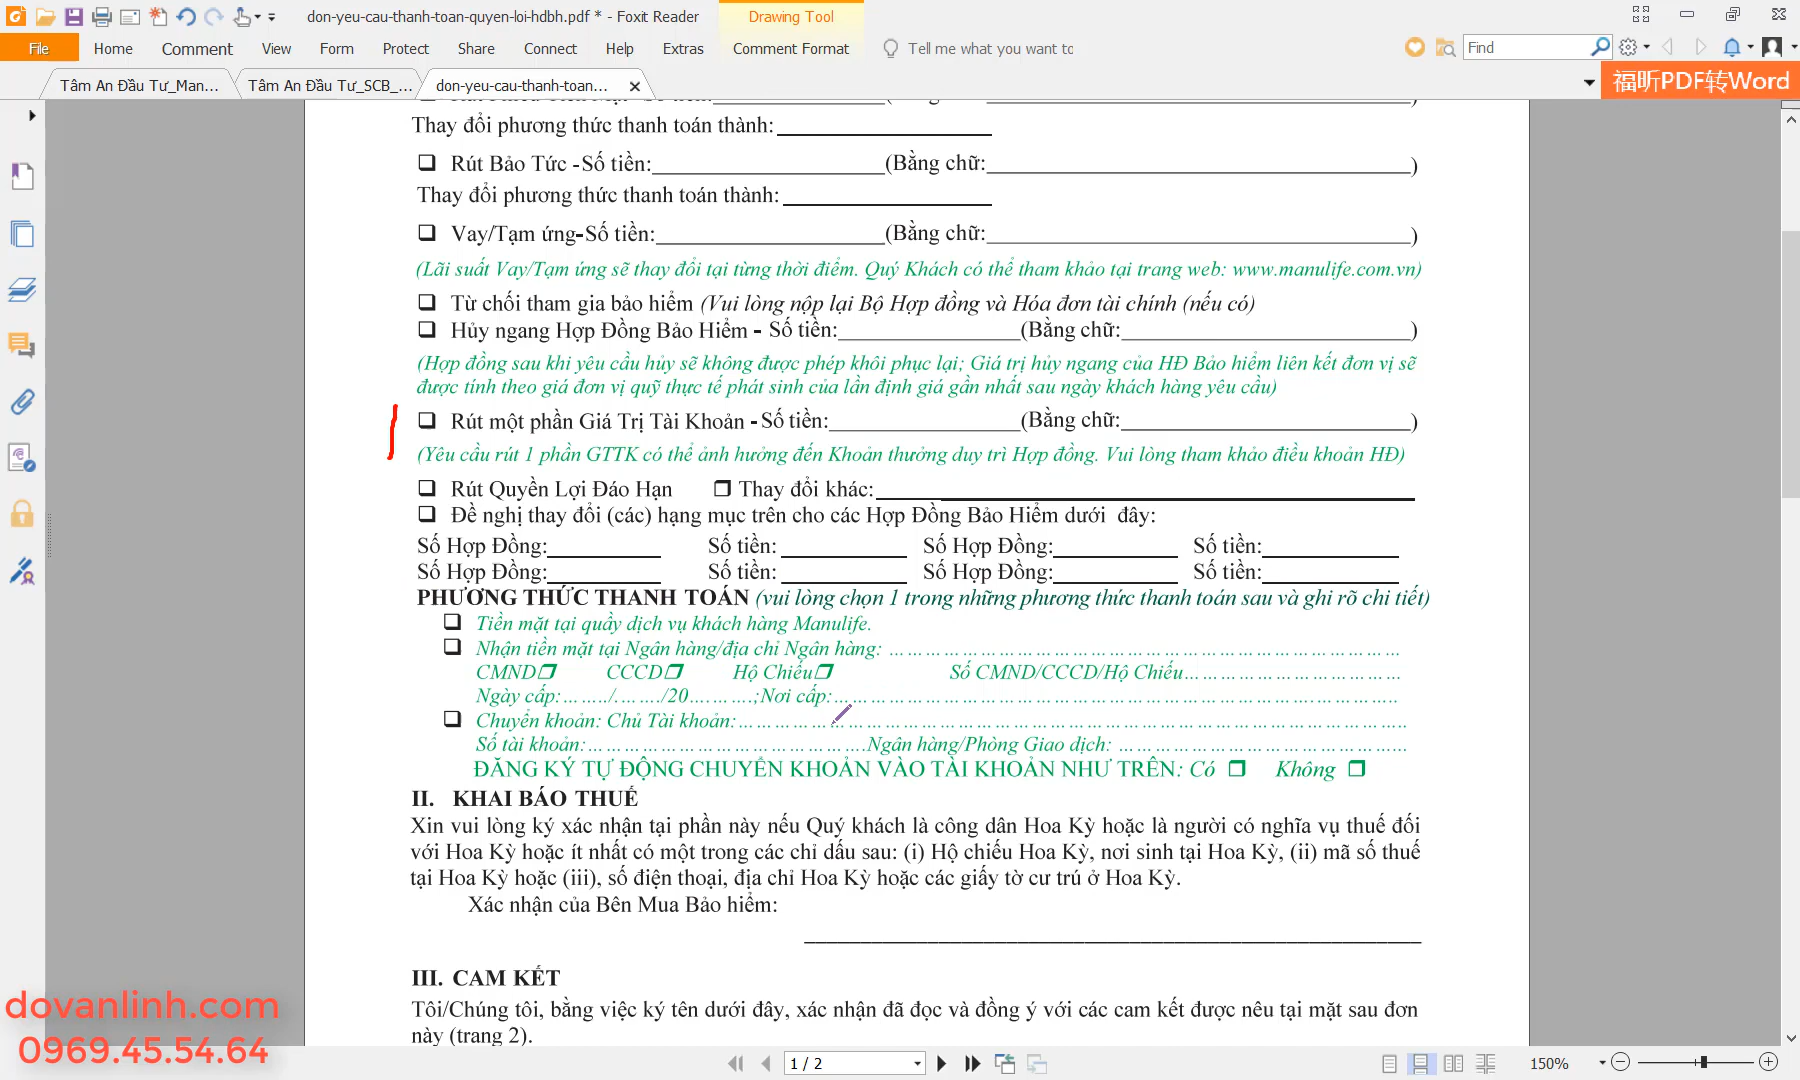 don-yeu-cau-thanh-toan-quyen-loi-hdbh.pdf * - Foxit Reader
Drawing Tool
File Home Comment View Form Protect Share Connect Help Extras Comment Format Tell me what you want to Find
Tâm An Đầu Tư_Man... Tâm An Đầu Tư_SCB_... don-yeu-cau-thanh-toan...
福昕PDF转Word
Thay đổi phương thức thanh toán thành:
Rút Bảo Tức -Số tiền: (Bằng chữ: )
Thay đổi phương thức thanh toán thành:
Vay/Tạm ứng-Số tiền: (Bằng chữ: )
(Lãi suất Vay/Tạm ứng sẽ thay đổi tại từng thời điểm. Quý Khách có thể tham khảo tại trang web: www.manulife.com.vn)
Từ chối tham gia bảo hiểm (Vui lòng nộp lại Bộ Hợp đồng và Hóa đơn tài chính (nếu có)
Hủy ngang Hợp Đồng Bảo Hiểm - Số tiền: (Bằng chữ: )
(Hợp đồng sau khi yêu cầu hủy sẽ không được phép khôi phục lại; Giá trị hủy ngang của HĐ Bảo hiểm liên kết đơn vị sẽ
được tính theo giá đơn vị quỹ thực tế phát sinh của lần định giá gần nhất sau ngày khách hàng yêu cầu)
Rút một phần Giá Trị Tài Khoản - Số tiền: (Bằng chữ: )
(Yêu cầu rút 1 phần GTTK có thể ảnh hưởng đến Khoản thưởng duy trì Hợp đồng. Vui lòng tham khảo điều khoản HĐ)
Rút Quyền Lợi Đáo Hạn Thay đổi khác:
Đề nghị thay đổi (các) hạng mục trên cho các Hợp Đồng Bảo Hiểm dưới đây:
Số Hợp Đồng: Số tiền: Số Hợp Đồng: Số tiền:
Số Hợp Đồng: Số tiền: Số Hợp Đồng: Số tiền:
PHƯƠNG THỨC THANH TOÁN (vui lòng chọn 1 trong những phương thức thanh toán sau và ghi rõ chi tiết)
Tiền mặt tại quầy dịch vụ khách hàng Manulife.
Nhận tiền mặt tại Ngân hàng/địa chỉ Ngân hàng: ………………………………………………
CMND CCCD Hộ Chiếu Số CMND/CCCD/Hộ Chiếu……………………
Ngày cấp:……../……../20……….;Nơi cấp:……………………………………………………
Chuyển khoản: Chủ Tài khoản:………………………………………………………………
Số tài khoản:……………………………………….Ngân hàng/Phòng Giao dịch: …………………………
ĐĂNG KÝ TỰ ĐỘNG CHUYỂN KHOẢN VÀO TÀI KHOẢN NHƯ TRÊN: Có Không
II. KHAI BÁO THUẾ
Xin vui lòng ký xác nhận tại phần này nếu Quý khách là công dân Hoa Kỳ hoặc là người có nghĩa vụ thuế đối
với Hoa Kỳ hoặc ít nhất có một trong các chỉ dấu sau: (i) Hộ chiếu Hoa Kỳ, nơi sinh tại Hoa Kỳ, (ii) mã số thuế
tại Hoa Kỳ hoặc (iii), số điện thoại, địa chỉ Hoa Kỳ hoặc các giấy tờ cư trú ở Hoa Kỳ.
Xác nhận của Bên Mua Bảo hiểm:
III. CAM KẾT
Tôi/Chúng tôi, bằng việc ký tên dưới đây, xác nhận đã đọc và đồng ý với các cam kết được nêu tại mặt sau đơn
này (trang 2).
dovanlinh.com
0969.45.54.64
1 / 2
150%